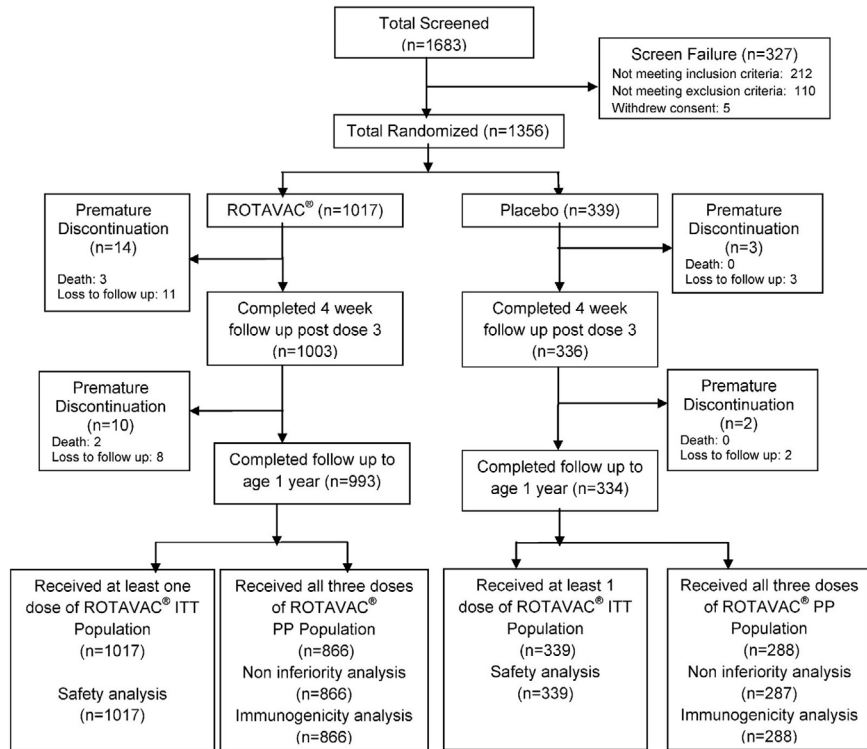 Total Screened
(n=1683)
Screen Failure (n=327)
Not meeting inclusion criteria: 212
Not meeting exclusion criteria: 110
Withdrew consent: 5
Total Randomized (n=1356)
Premature
Discontinuation
(n=14)
Death: 3
Loss to follow up: 11
ROTAVAC® (n=1017)
Placebo (n=339)
Premature
Discontinuation
(n=3)
Death: 0
Loss to follow up: 3
Completed 4 week
follow up post dose 3
(n=1003)
Completed 4 week
follow up post dose 3
(n=336)
Premature
Discontinuation
(n=10)
Death: 2
Loss to follow up: 8
Premature
Discontinuation
(n=2)
Death: 0
Loss to follow up: 2
Completed follow up to
age 1 year (n=993)
Completed follow up to
age 1 year (n=334)
Received at least one
dose of ROTAVAC® ITT
Population
(n=1017)
Safety analysis
(n=1017)
Received all three doses
of ROTAVAC®
PP Population
(n=866)
Non inferiority analysis
(n=866)
Immunogenicity analysis
(n=866)
Received at least 1
dose of ROTAVAC® ITT
Population
(n=339)
Safety analysis
(n=339)
Received all three doses
of ROTAVAC® PP
Population
(n=288)
Non inferiority analysis
(n=287)
Immunogenicity analysis
(n=288)